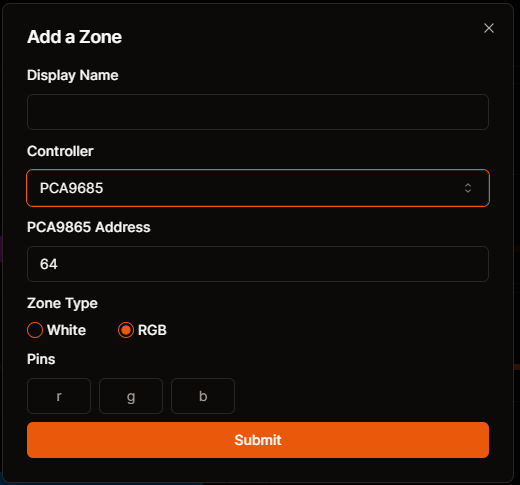 Add a Zone
Display Name
Controller
PCA9685
PCA9865 Address
64
Zone Type
White RGB
Pins
r g b
Submit